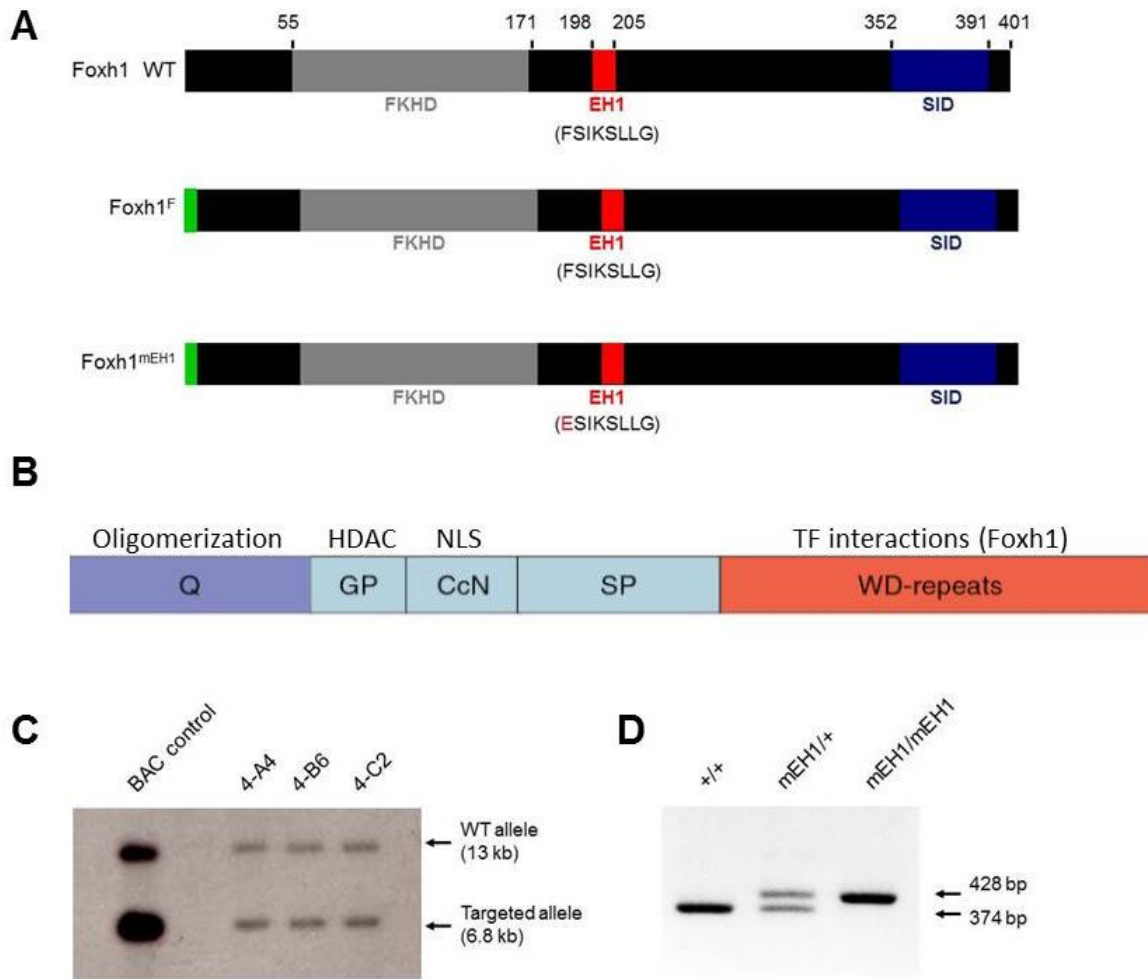 A
55 171 198 205 352 391 401
Foxh1 WT
FKHD EH1 SID
(FSIKSLLG)
Foxh1F
FKHD EH1 SID
(FSIKSLLG)
Foxh1mEH1
FKHD EH1 SID
(ESIKSLLG)
B
Oligomerization HDAC NLS TF interactions (Foxh1)
Q GP CcN SP WD-repeats
C
BAC control 4-A4 4-B6 4-C2
WT allele
(13 kb)
Targeted allele
(6.8 kb)
D
+/+ mEH1/+ mEH1/mEH1
428 bp
374 bp